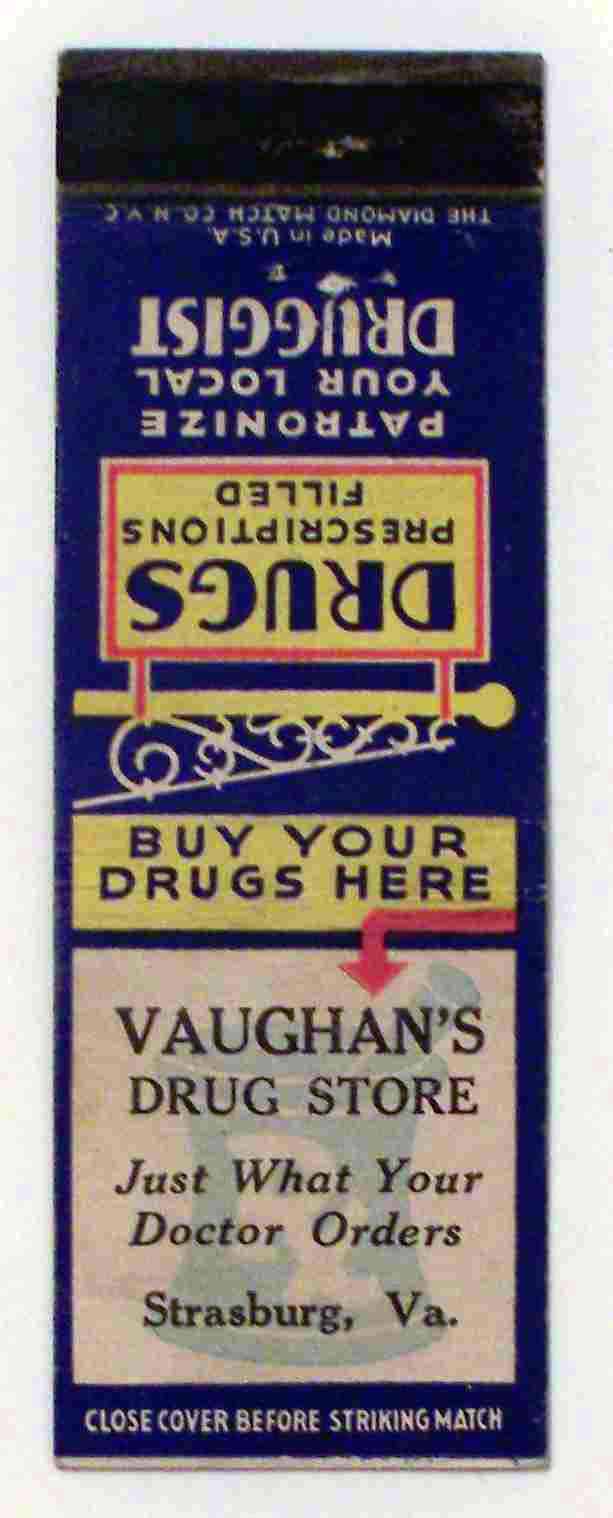 THE DIAMOND MATCH CO. N.Y.C.
Made in U.S.A.
DRUGGIST
YOUR LOCAL
PATRONIZE
FILLED
PRESCRIPTIONS
DRUGS
BUY YOUR
DRUGS HERE
VAUGHAN'S
DRUG STORE
Just What Your
Doctor Orders
Strasburg, Va.
CLOSE COVER BEFORE STRIKING MATCH